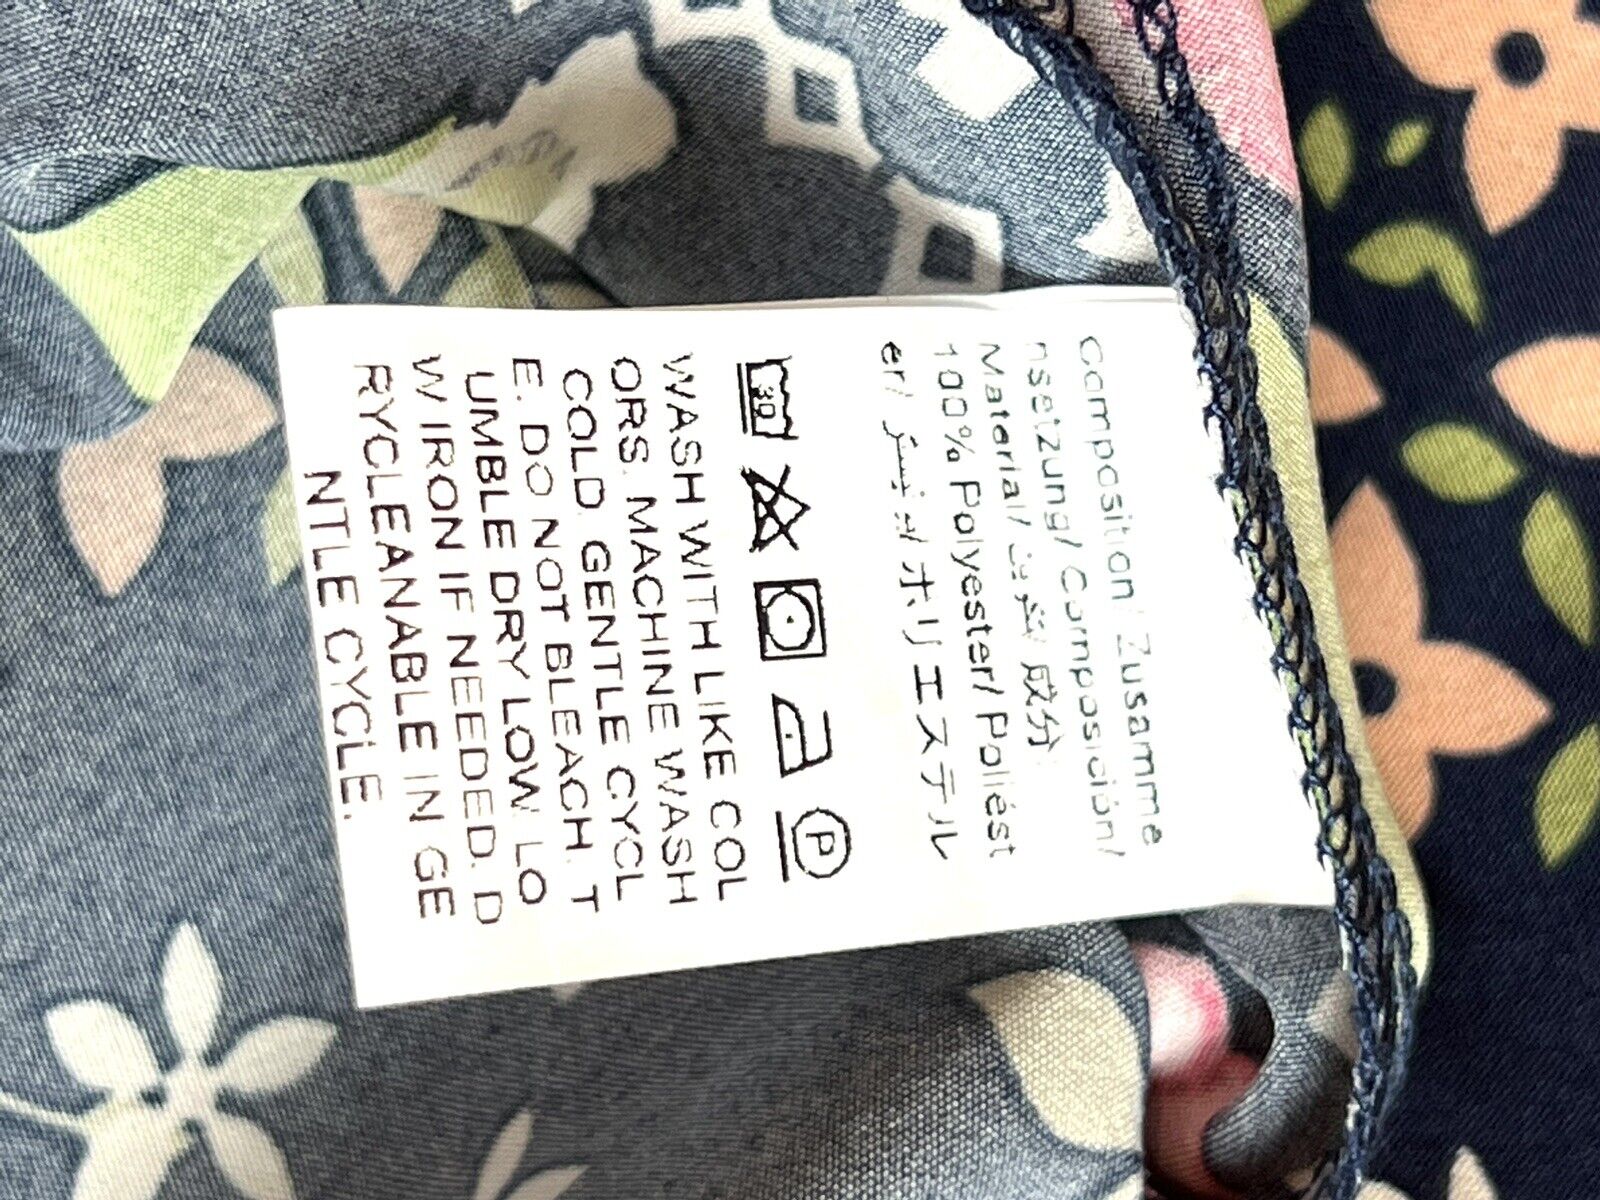 Composition/ Zusamme
nsetzung/ Composición/
Material/ تكوين/ 成分
100% Polyester/ Poliést
er/ بوليستر/ ポリエステル
30
P
WASH WITH LIKE COL
ORS. MACHINE WASH
COLD. GENTLE CYCL
E. DO NOT BLEACH. T
UMBLE DRY LOW. LO
W IRON IF NEEDED. D
RYCLEANABLE IN GE
NTLE CYCLE.